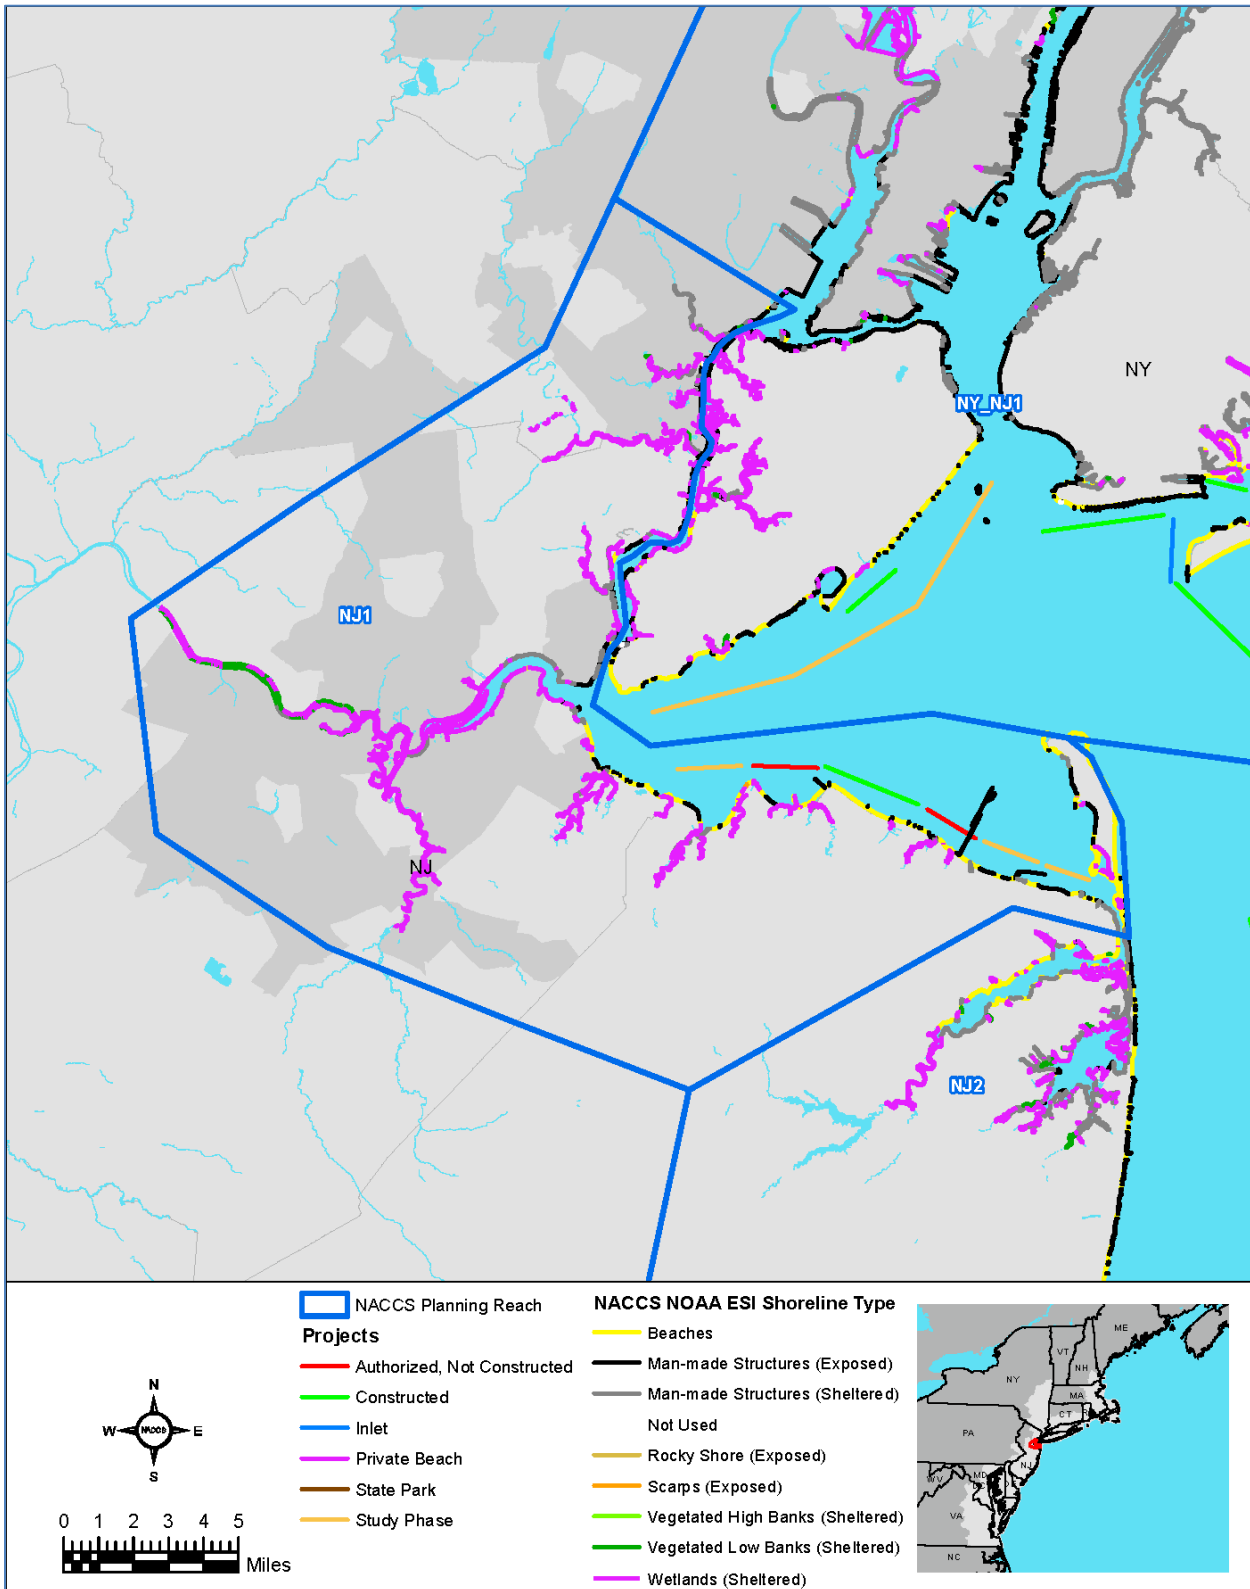 NY
NY_NJ1
NJ1
NJ
NJ2
NACCS Planning Reach
Projects
Authorized, Not Constructed
Constructed
Inlet
Private Beach
State Park
Study Phase
NACCS NOAA ESI Shoreline Type
Beaches
Man-made Structures (Exposed)
Man-made Structures (Sheltered)
Not Used
Rocky Shore (Exposed)
Scarps (Exposed)
Vegetated High Banks (Sheltered)
Vegetated Low Banks (Sheltered)
Wetlands (Sheltered)
N
W NACCS E
S
0 1 2 3 4 5
Miles
ME
VT
NH
NY
MA
CT
PA
NJ
MD
WV
VA
NC